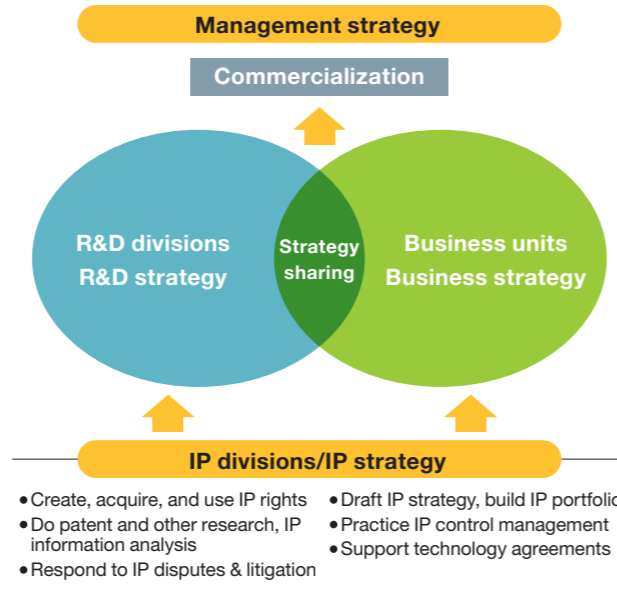 Management strategy
Commercialization
R&D divisions
R&D strategy
Strategy
sharing
Business units
Business strategy
IP divisions/IP strategy
• Create, acquire, and use IP rights
• Do patent and other research, IP
information analysis
• Respond to IP disputes & litigation
• Draft IP strategy, build IP portfolio
• Practice IP control management
• Support technology agreements